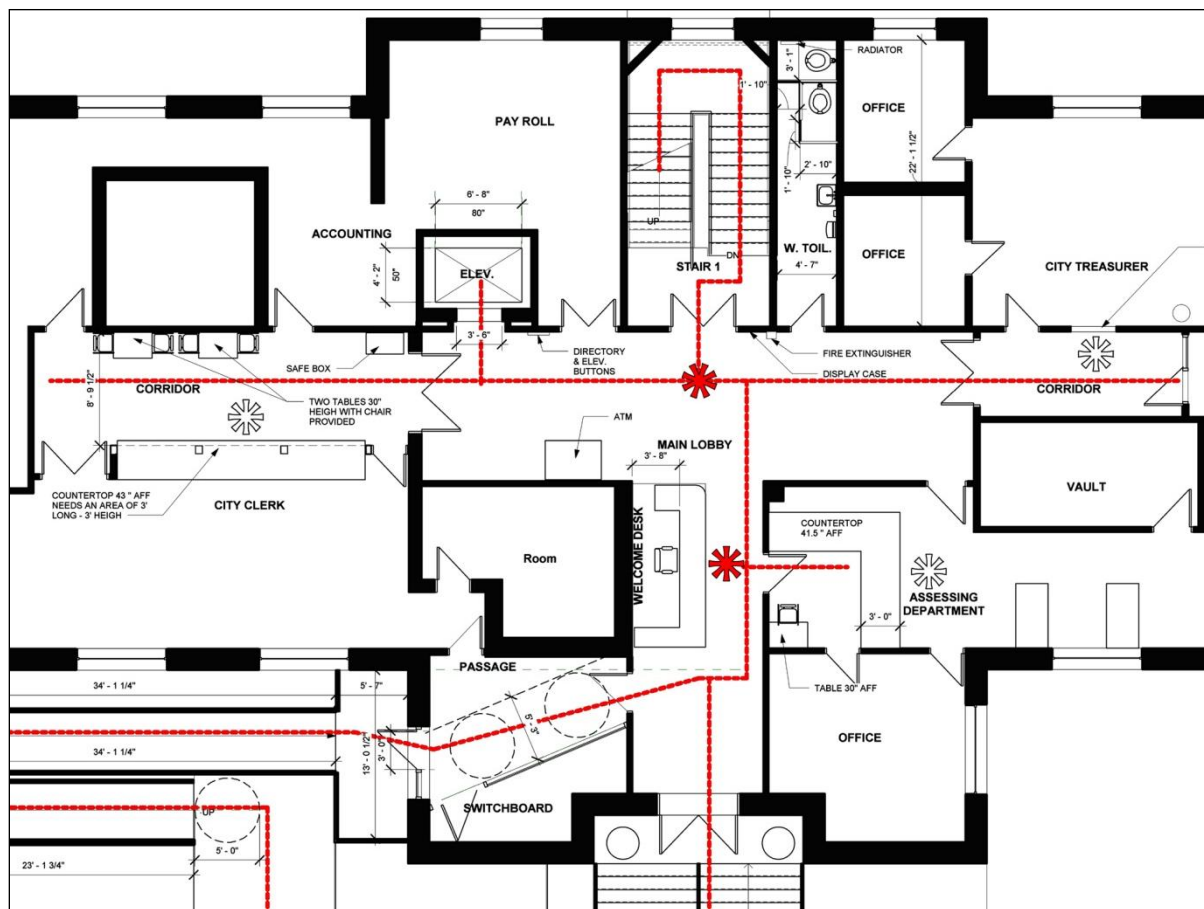 RADIATOR
3' - 1"
1' - 10"
OFFICE
PAY ROLL
22' - 1 1/2"
2' - 10"
1' - 10"
6' - 8"
80"
UP
ACCOUNTING
W. TOIL.
4' - 2"
50"
ELEV.
DN
STAIR 1
4' - 7"
OFFICE
CITY TREASURER
3' - 6"
DIRECTORY
& ELEV.
BUTTONS
FIRE EXTINGUISHER
DISPLAY CASE
SAFE BOX
8' - 9 1/2"
CORRIDOR
CORRIDOR
TWO TABLES 30"
HEIGH WITH CHAIR
PROVIDED
ATM
MAIN LOBBY
3' - 8"
COUNTERTOP 43 " AFF
NEEDS AN AREA OF 3'
LONG - 3' HEIGH
CITY CLERK
VAULT
COUNTERTOP
41.5 " AFF
Room
WELCOME DESK
ASSESSING
DEPARTMENT
3' - 0"
PASSAGE
TABLE 30" AFF
34' - 1 1/4"
5' - 7"
5' - 3"
OFFICE
34' - 1 1/4"
13' - 0 1/2"
3' - 0"
SWITCHBOARD
UP
5' - 0"
23' - 1 3/4"